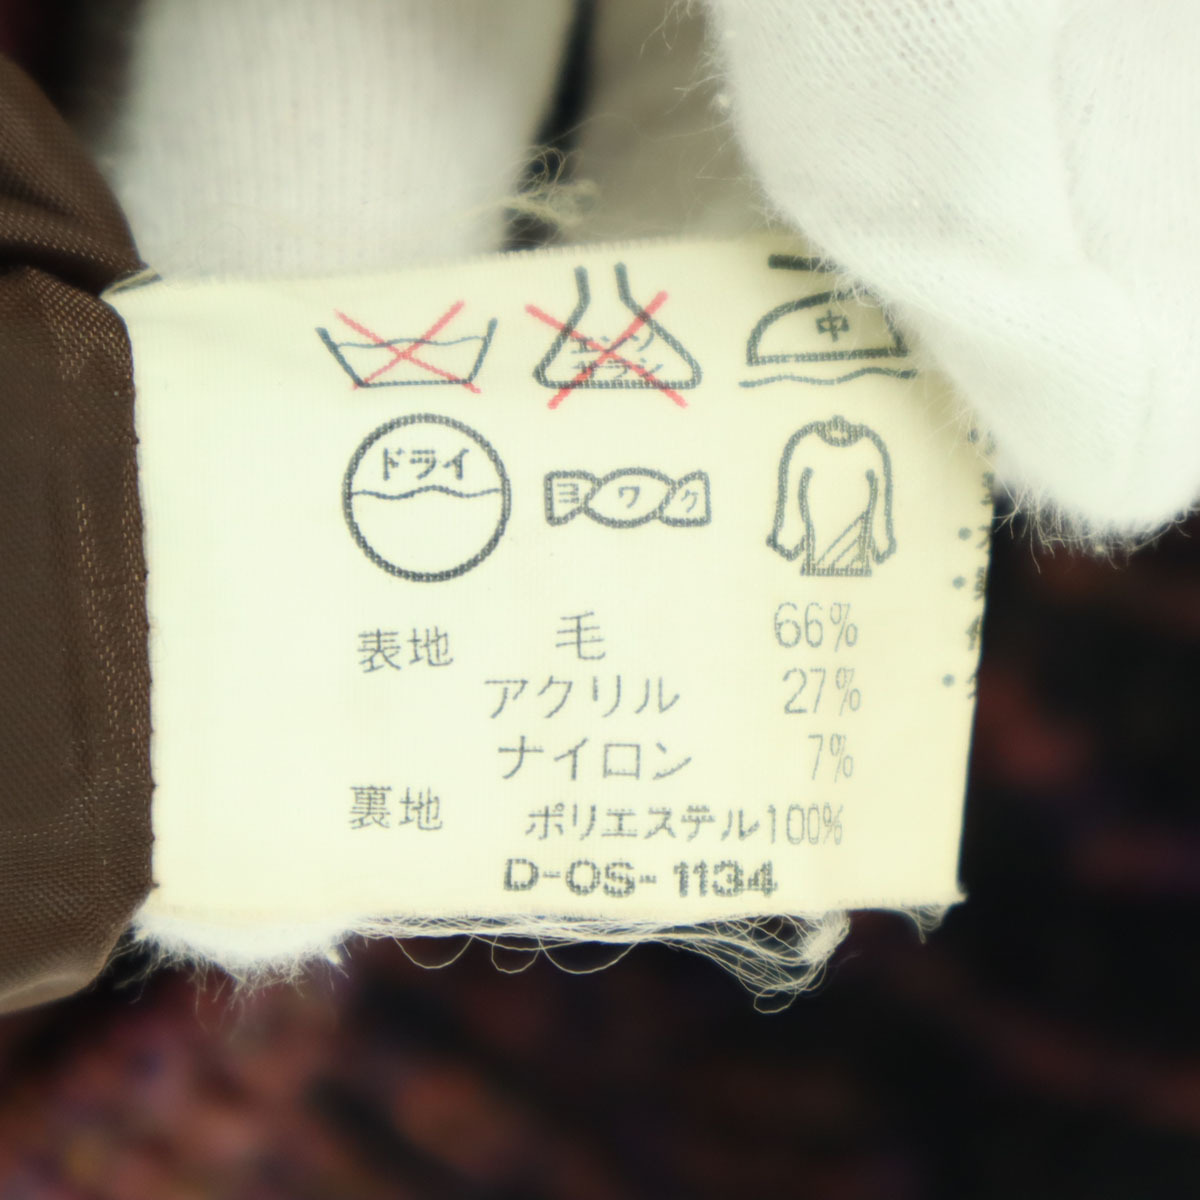 エンソ
サラシ
中
ドライ
ヨワク
表地 毛 66%
アクリル 27%
ナイロン 7%
裏地 ポリエステル100%
D-OS-1134